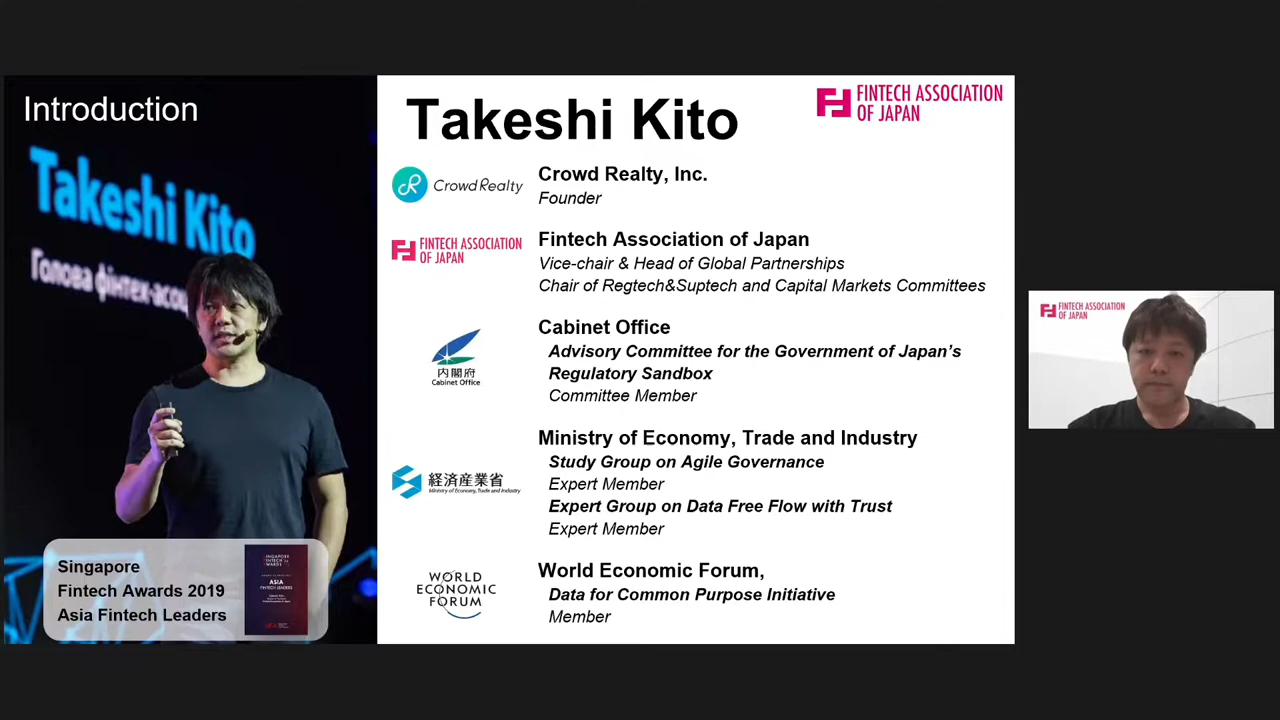 Introduction
Takeshi Kito
Голова фінтех-асоц
Singapore
Fintech Awards 2019
Asia Fintech Leaders
ASIA
FINTECH LEADERS
Takeshi Kito
FINTECH ASSOCIATION
OF JAPAN
Crowd Realty
Crowd Realty, Inc.
Founder
FINTECH ASSOCIATION
OF JAPAN
Fintech Association of Japan
Vice-chair & Head of Global Partnerships
Chair of Regtech&Suptech and Capital Markets Committees
内閣府
Cabinet Office
Cabinet Office
Advisory Committee for the Government of Japan’s
Regulatory Sandbox
Committee Member
経済産業省
Ministry of Economy, Trade and Industry
Ministry of Economy, Trade and Industry
Study Group on Agile Governance
Expert Member
Expert Group on Data Free Flow with Trust
Expert Member
WORLD
ECONOMIC
FORUM
World Economic Forum,
Data for Common Purpose Initiative
Member
FINTECH ASSOCIATION
OF JAPAN